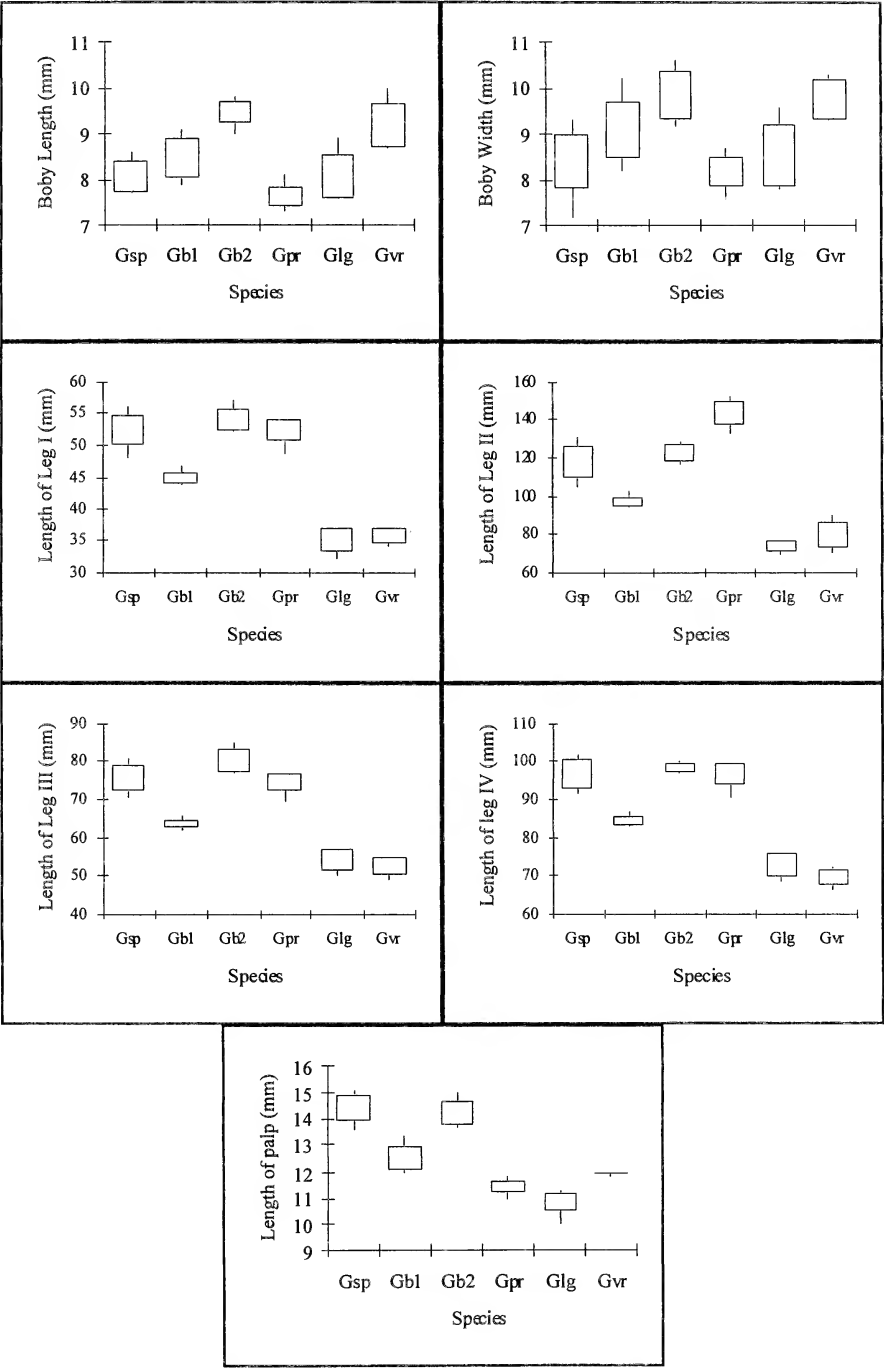 Boby Length (mm)
11
10
9
8
7
Gsp Gb1 Gb2 Gpr Glg Gvr
Species
Boby Width (mm)
11
10
9
8
7
Gsp Gb1 Gb2 Gpr Glg Gvr
Species
Length of Leg I (mm)
60
55
50
45
40
35
30
Gsp Gb1 Gb2 Gpr Glg Gvr
Species
Length of Leg II (mm)
160
140
120
100
80
60
Gsp Gb1 Gb2 Gpr Glg Gvr
Species
Length of Leg III (mm)
90
80
70
60
50
40
Gsp Gb1 Gb2 Gpr Glg Gvr
Species
Length of leg IV (mm)
110
100
90
80
70
60
Gsp Gb1 Gb2 Gpr Glg Gvr
Species
Length of palp (mm)
16
15
14
13
12
11
10
9
Gsp Gb1 Gb2 Gpr Glg Gvr
Species